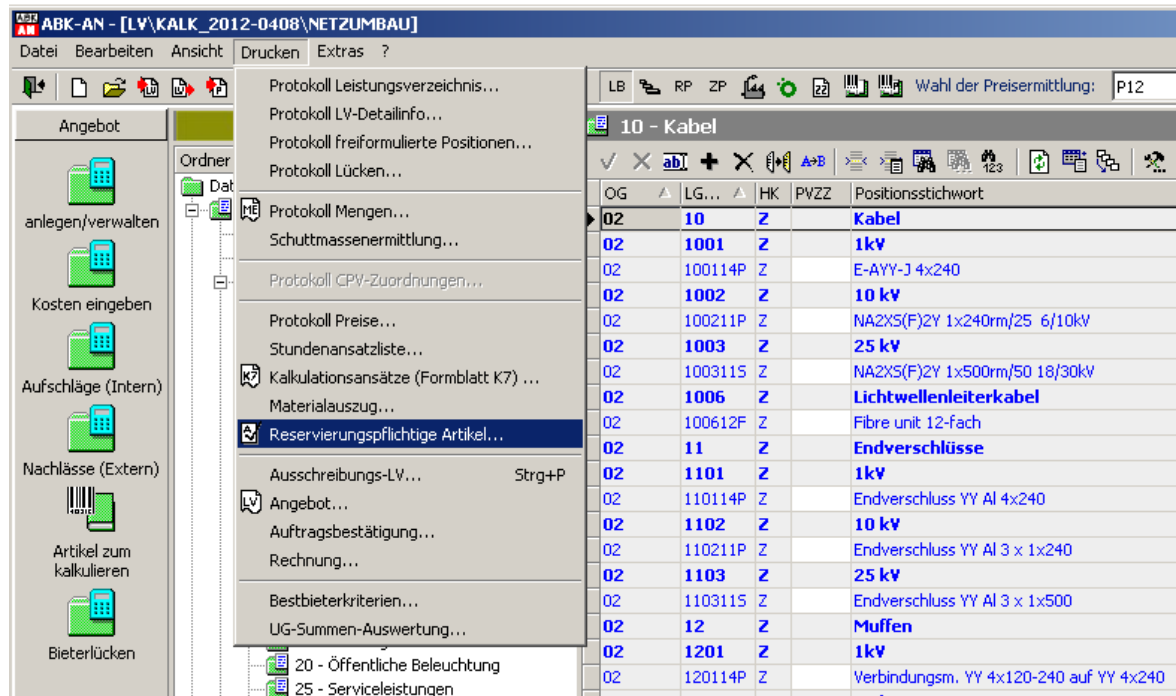 ABK-AN - [LV\KALK_2012-0408\NETZUMBAU]
Datei Bearbeiten Ansicht Drucken Extras ?
LB RP ZP 22 Wahl der Preisermittlung: P12
Angebot
anlegen/verwalten
Kosten eingeben
Aufschläge (Intern)
Nachlässe (Extern)
Artikel zum
kalkulieren
Bieterlücken
Ordner
Dat
Protokoll Leistungsverzeichnis...
Protokoll LV-Detailinfo...
Protokoll freiformulierte Positionen...
Protokoll Lücken...
ME Protokoll Mengen...
Schuttmassenermittlung...
Protokoll CPV-Zuordnungen...
Protokoll Preise...
Stundenansatzliste...
K7 Kalkulationsansätze (Formblatt K7) ...
Materialauszug...
Reservierungspflichtige Artikel...
Ausschreibungs-LV... Strg+P
LV Angebot...
Auftragsbestätigung...
Rechnung...
Bestbieterkriterien...
UG-Summen-Auswertung...
20 - Öffentliche Beleuchtung
25 - Serviceleistungen
10 - Kabel
abI A→B 123
OG LG... HK PVZZ Positionsstichwort
02 10 Z Kabel
02 1001 Z 1kV
02 100114P Z E-AYY-J 4x240
02 1002 Z 10 kV
02 100211P Z NA2XS(F)2Y 1x240rm/25 6/10kV
02 1003 Z 25 kV
02 100311S Z NA2XS(F)2Y 1x500rm/50 18/30kV
02 1006 Z Lichtwellenleiterkabel
02 100612F Z Fibre unit 12-fach
02 11 Z Endverschlüsse
02 1101 Z 1kV
02 110114P Z Endverschluss YY Al 4x240
02 1102 Z 10 kV
02 110211P Z Endverschluss YY Al 3 x 1x240
02 1103 Z 25 kV
02 110311S Z Endverschluss YY Al 3 x 1x500
02 12 Z Muffen
02 1201 Z 1kV
02 120114P Z Verbindungsm. YY 4x120-240 auf YY 4x240